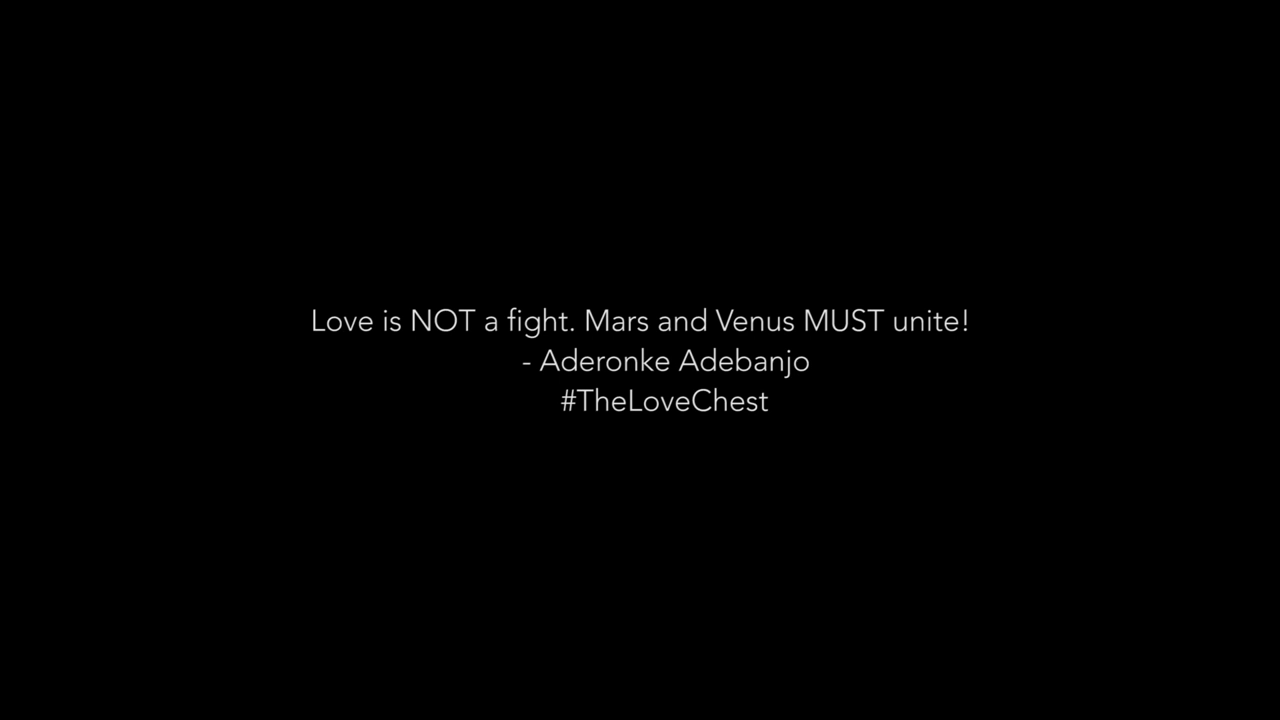 Love is NOT a fight. Mars and Venus MUST unite!
- Aderonke Adebanjo
#TheLoveChest